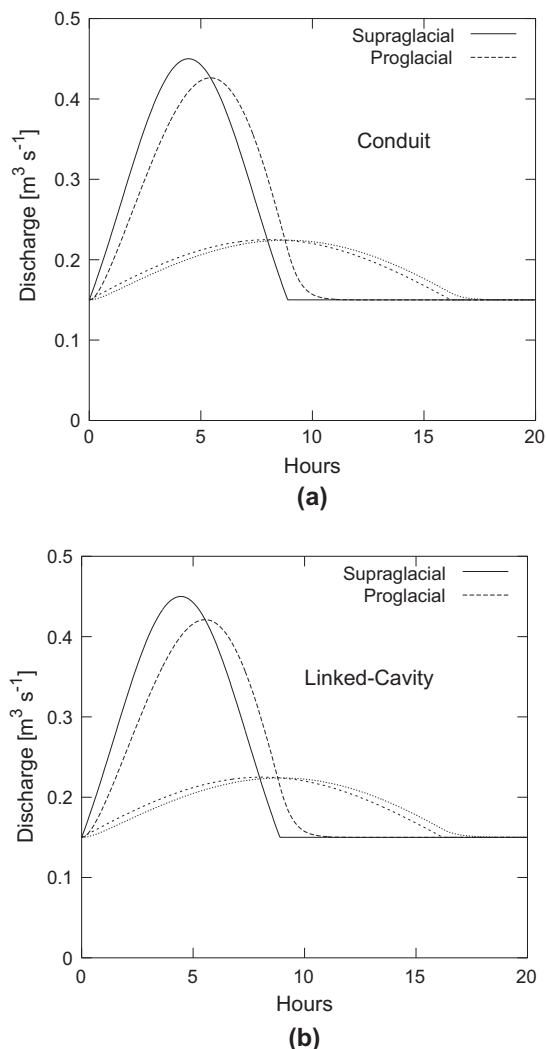 0.5
Supraglacial
Proglacial
0.4
Conduit
0.3
Discharge [m³ s⁻¹]
0.2
0.1
0
0 5 10 15 20
Hours
(a)
0.5
Supraglacial
Proglacial
0.4
Linked-Cavity
0.3
Discharge [m³ s⁻¹]
0.2
0.1
0
0 5 10 15 20
Hours
(b)